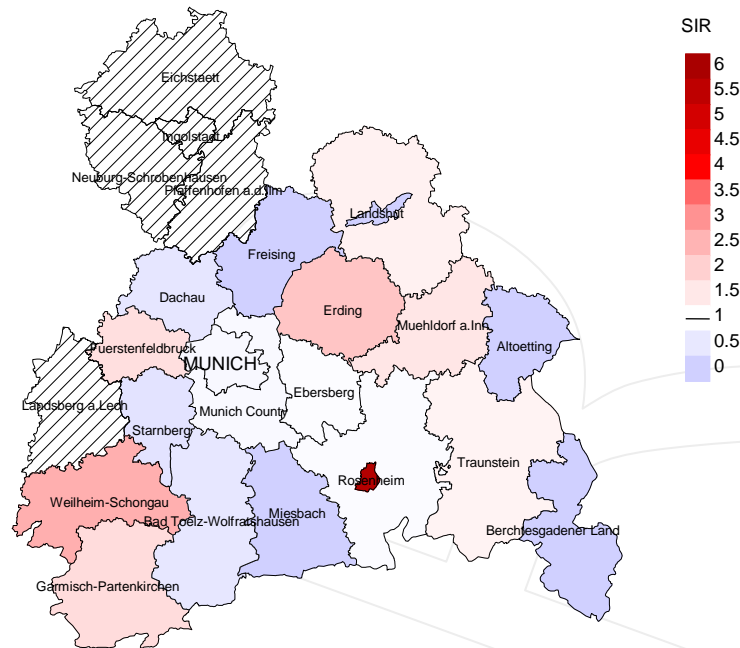 SIR
6
5.5
5
4.5
4
3.5
3
2.5
2
1.5
1
0.5
0
Eichstaett
Ingolstadt
Neuburg-Schrobenhausen
Pfaffenhofen a.d.Ilm
Landshut
Freising
Dachau
Erding
Muehldorf a.Inn
Altoetting
Fuerstenfeldbruck
MUNICH
Ebersberg
Landsberg a.Lech
Munich County
Starnberg
Traunstein
Rosenheim
Weilheim-Schongau
Miesbach
Bad Toelz-Wolfratshausen
Berchtesgadener Land
Garmisch-Partenkirchen